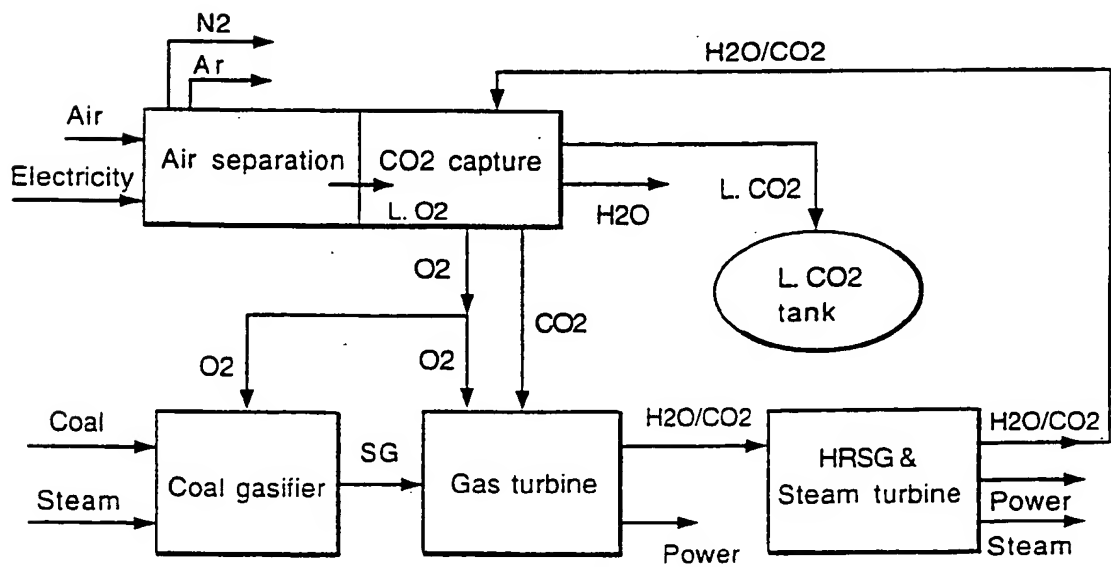 N2
H2O/CO2
Ar
Air
Air separation
CO2 capture
Electricity
L. O2
H2O
L. CO2
O2
L. CO2
tank
CO2
O2
O2
Coal
H2O/CO2
H2O/CO2
SG
HRSG &
Coal gasifier
Gas turbine
Steam turbine
Steam
Power
Power
Steam